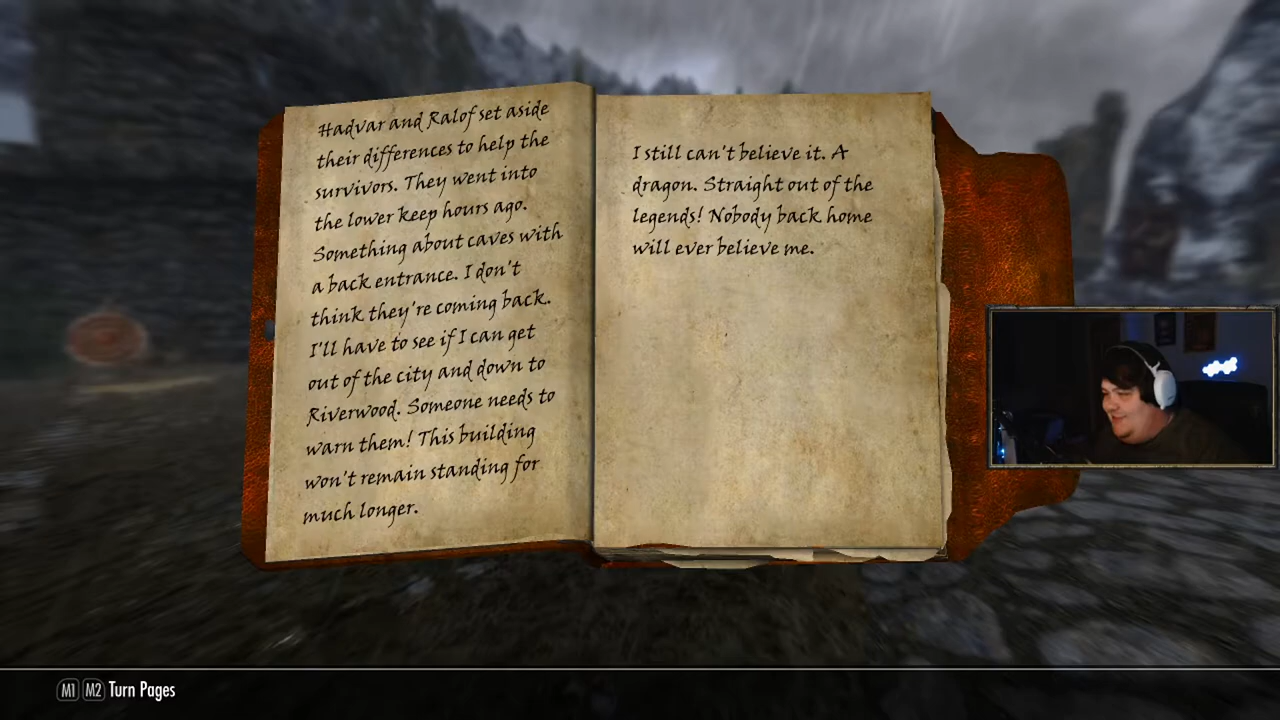 Hadvar and Ralof set aside
their differences to help the
survivors. They went into
the lower keep hours ago.
Something about caves with
a back entrance. I don't
think they're coming back.
I'll have to see if I can get
out of the city and down to
Riverwood. Someone needs to
warn them! This building
won't remain standing for
much longer.
I still can't believe it. A
dragon. Straight out of the
legends! Nobody back home
will ever believe me.
M1 M2 Turn Pages